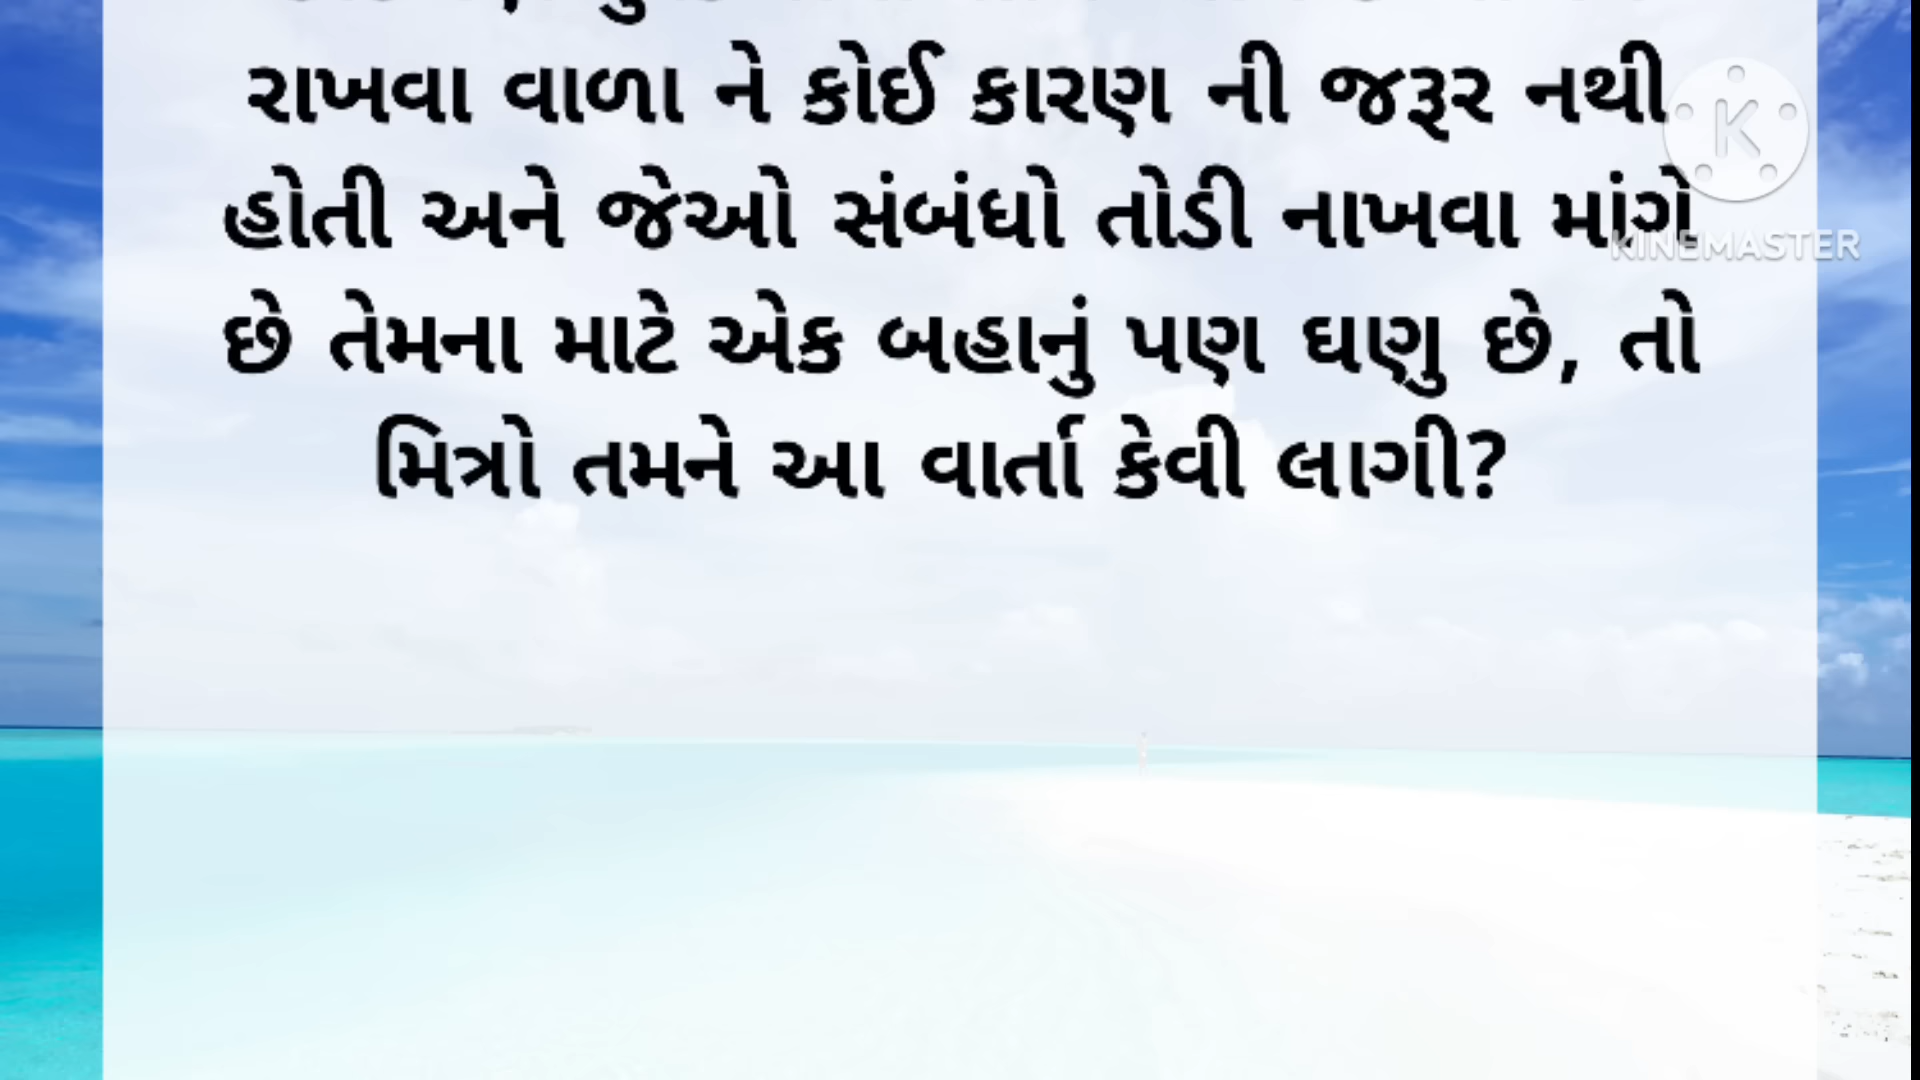 રાખવા વાળા ને કોઈ કારણ ની જરૂર નથી
હોતી અને જેઓ સંબંધો તોડી નાખવા માંગે
છે તેમના માટે એક બહાનું પણ ઘણુ છે, તો
મિત્રો તમને આ વાર્તા કેવી લાગી?
K
KINEMASTER